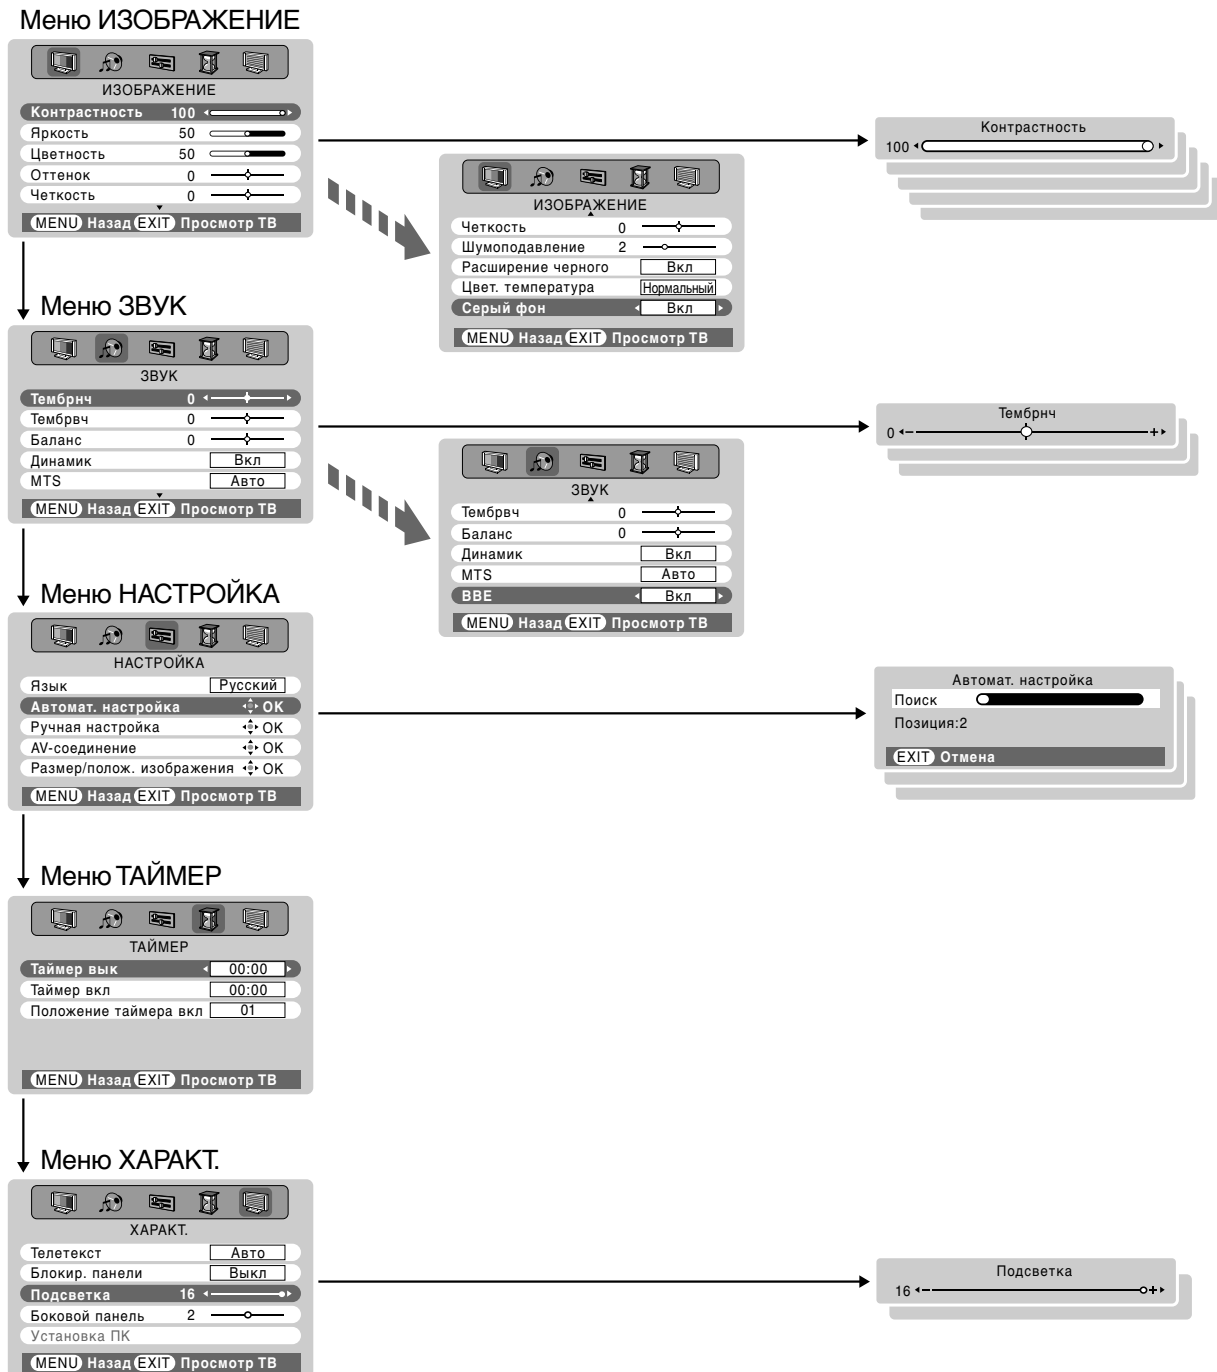 Меню ИЗОБРАЖЕНИЕ
ИЗОБРАЖЕНИЕ
Контрастность 100
Яркость 50
Цветность 50
Оттенок 0
Четкость 0
MENU Назад EXIT Просмотр ТВ
Контрастность
100
ИЗОБРАЖЕНИЕ
Четкость 0
Шумоподавление 2
Расширение черного Вкл
Цвет. температура Нормальный
Серый фон Вкл
MENU Назад EXIT Просмотр ТВ
Меню ЗВУК
ЗВУК
Тембрнч 0
Тембрвч 0
Баланс 0
Динамик Вкл
MTS Авто
MENU Назад EXIT Просмотр ТВ
Тембрнч
0 − +
ЗВУК
Тембрвч 0
Баланс 0
Динамик Вкл
MTS Авто
BBE Вкл
MENU Назад EXIT Просмотр ТВ
Меню НАСТРОЙКА
НАСТРОЙКА
Язык Русский
Автомат. настройка OK
Ручная настройка OK
AV-соединение OK
Размер/полож. изображения OK
MENU Назад EXIT Просмотр ТВ
Автомат. настройка
Поиск
Позиция:2
EXIT Отмена
Меню ТАЙМЕР
ТАЙМЕР
Таймер вык 00:00
Таймер вкл 00:00
Положение таймера вкл 01
MENU Назад EXIT Просмотр ТВ
Меню ХАРАКТ.
ХАРАКТ.
Телетекст Авто
Блокир. панели Выкл
Подсветка 16
Боковой панель 2
Установка ПК
MENU Назад EXIT Просмотр ТВ
Подсветка
16 − +